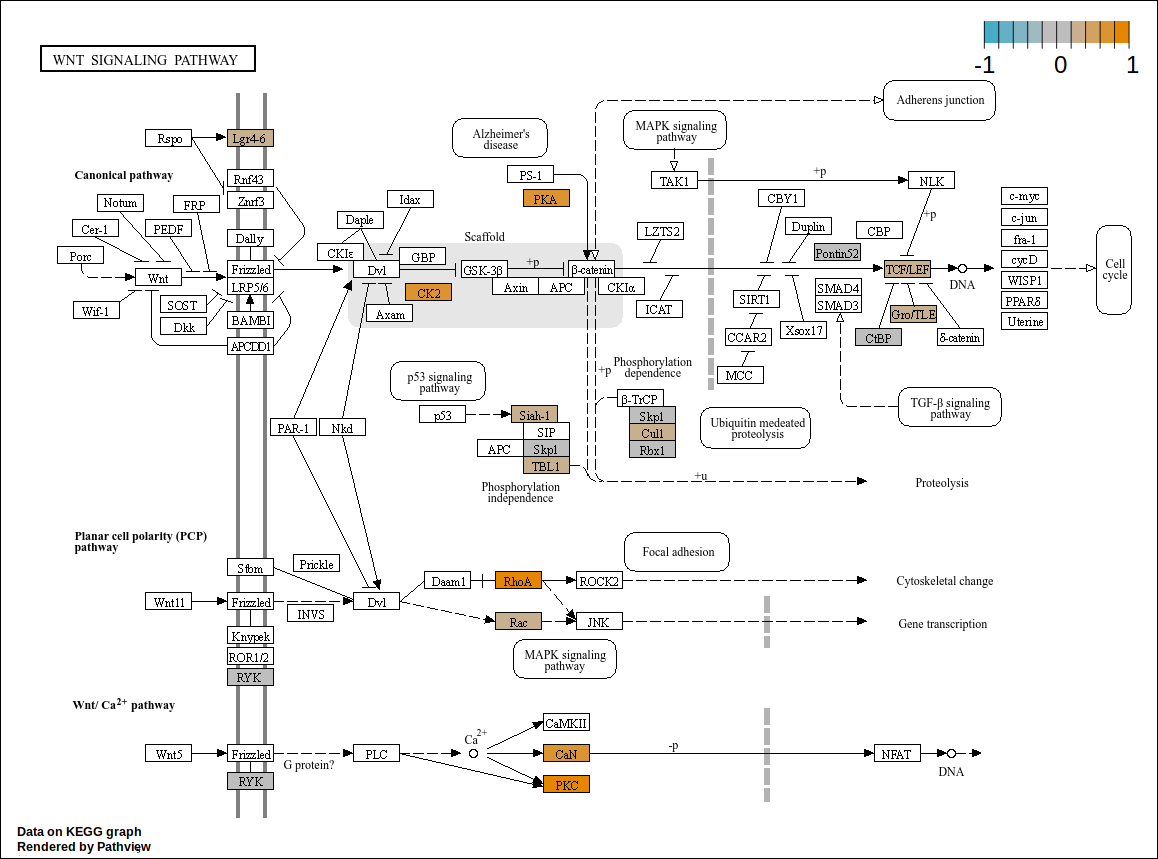 WNT SIGNALING PATHWAY
-1 0 1
Adherens junction
Alzheimer's
disease
MAPK signaling
pathway
Rspo
Lgr4-6
Canonical pathway
Rnf43
Znrf3
PS-1
PKA
TAK1
+p
NLK
+p
Notum
FRP
Cer-1
PEDF
Dally
Idax
Daple
CKIε
GBP
Scaffold
LZTS2
CBY1
Duplin
CBP
Pontin52
c-myc
c-jun
fra-1
cycD
WISP1
PPARδ
Uterine
Cell
cycle
Porc
Wnt
Frizzled
LRP5/6
Dvl
GSK-3β
+p
β-catenin
Axin
APC
CKIα
CK2
Axam
TCF/LEF
DNA
SMAD4
SMAD3
SIRT1
ICAT
Wif-1
SOST
Dkk
BAMBI
APCDD1
CCAR2
Xsox17
MCC
Gro/TLE
CtBP
δ-catenin
p53 signaling
pathway
Phosphorylation
dependence
+p
β-TrCP
Skp1
Cul1
Rbx1
Ubiquitin medeated
proteolysis
TGF-β signaling
pathway
PAR-1
Nkd
p53
Siah-1
SIP
APC
Skp1
TBL1
Phosphorylation
independence
+u
Proteolysis
Planar cell polarity (PCP)
pathway
Stbm
Prickle
Focal adhesion
Wnt11
Frizzled
INVS
Dvl
Daam1
RhoA
ROCK2
Cytoskeletal change
Rac
JNK
Gene transcription
Knypek
ROR1/2
RYK
MAPK signaling
pathway
Wnt/ Ca2+ pathway
Wnt5
Frizzled
RYK
G protein?
PLC
Ca2+
CaMKII
CaN
PKC
-p
NFAT
DNA
Data on KEGG graph
Rendered by Pathview